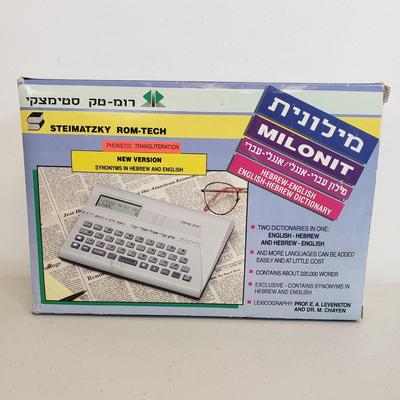 רומ-טק סטימצקי
STEIMATZKY ROM-TECH
PHONETIC TRANSLITERATION
NEW VERSION
SYNONYMS IN HEBREW AND ENGLISH
מילונית
MILONIT
מילון עברי-אנגלי/אנגלי-עברי
HEBREW-ENGLISH
ENGLISH-HEBREW DICTIONARY
TWO DICTIONARIES IN ONE:
ENGLISH - HEBREW
AND HEBREW - ENGLISH
AND MORE LANGUAGES CAN BE ADDED
EASILY AND AT LITTLE COST
CONTAINS ABOUT 220,000 WORDS
EXCLUSIVE - CONTAINS SYNONYMS IN
HEBREW AND ENGLISH
LEXICOGRAPHY: PROF. E. A. LEVENSTON
AND DR. M. CHAYEN